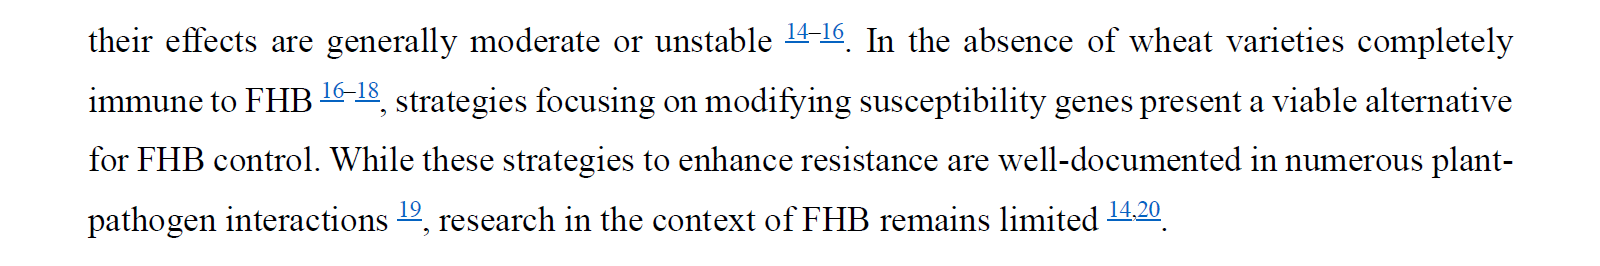 their effects are generally moderate or unstable 14–16. In the absence of wheat varieties completely
immune to FHB 16–18, strategies focusing on modifying susceptibility genes present a viable alternative
for FHB control. While these strategies to enhance resistance are well-documented in numerous plant-
pathogen interactions 19, research in the context of FHB remains limited 14,20.